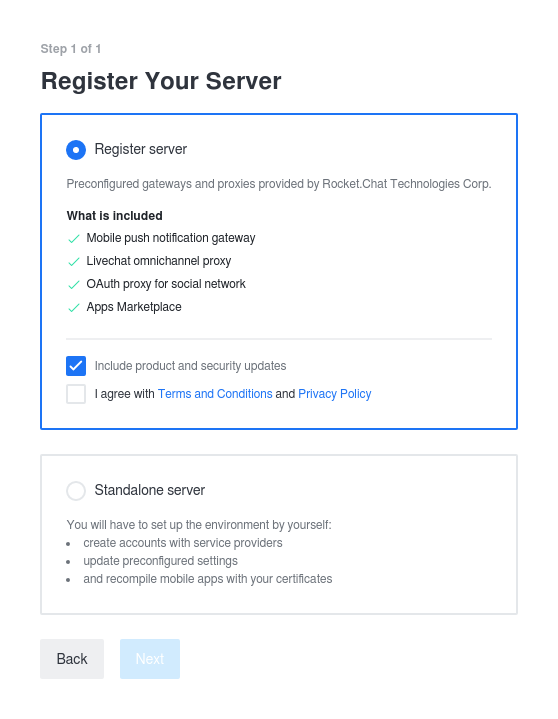 Step 1 of 1
Register Your Server
Register server
Preconfigured gateways and proxies provided by Rocket.Chat Technologies Corp.
What is included
Mobile push notification gateway
Livechat omnichannel proxy
OAuth proxy for social network
Apps Marketplace
Include product and security updates
I agree with Terms and Conditions and Privacy Policy
Standalone server
You will have to set up the environment by yourself:
create accounts with service providers
update preconfigured settings
and recompile mobile apps with your certificates
Back Next